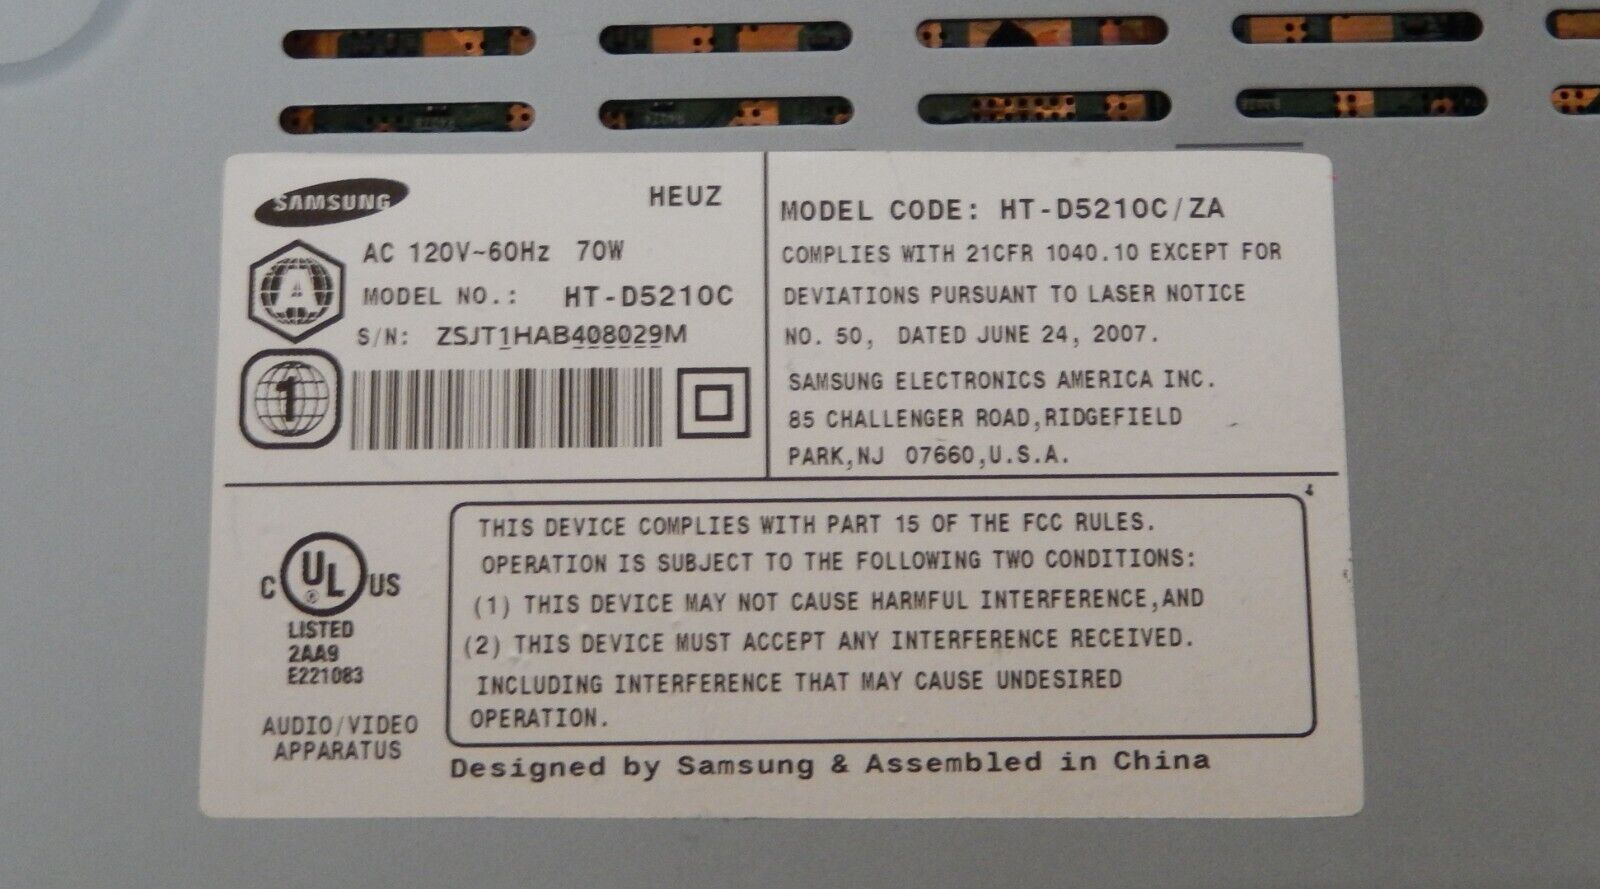 SAMSUNG
HEUZ
AC 120V~60Hz 70W
MODEL NO.: HT-D5210C
S/N: ZSJT1HAB408029M
A
1
MODEL CODE: HT-D5210C/ZA
COMPLIES WITH 21CFR 1040.10 EXCEPT FOR
DEVIATIONS PURSUANT TO LASER NOTICE
NO. 50, DATED JUNE 24, 2007.
SAMSUNG ELECTRONICS AMERICA INC.
85 CHALLENGER ROAD,RIDGEFIELD
PARK,NJ 07660,U.S.A.
C UL ® US
LISTED
2AA9
E221083
AUDIO/VIDEO
APPARATUS
4
THIS DEVICE COMPLIES WITH PART 15 OF THE FCC RULES.
OPERATION IS SUBJECT TO THE FOLLOWING TWO CONDITIONS:
(1) THIS DEVICE MAY NOT CAUSE HARMFUL INTERFERENCE,AND
(2) THIS DEVICE MUST ACCEPT ANY INTERFERENCE RECEIVED.
INCLUDING INTERFERENCE THAT MAY CAUSE UNDESIRED
OPERATION.
Designed by Samsung & Assembled in China